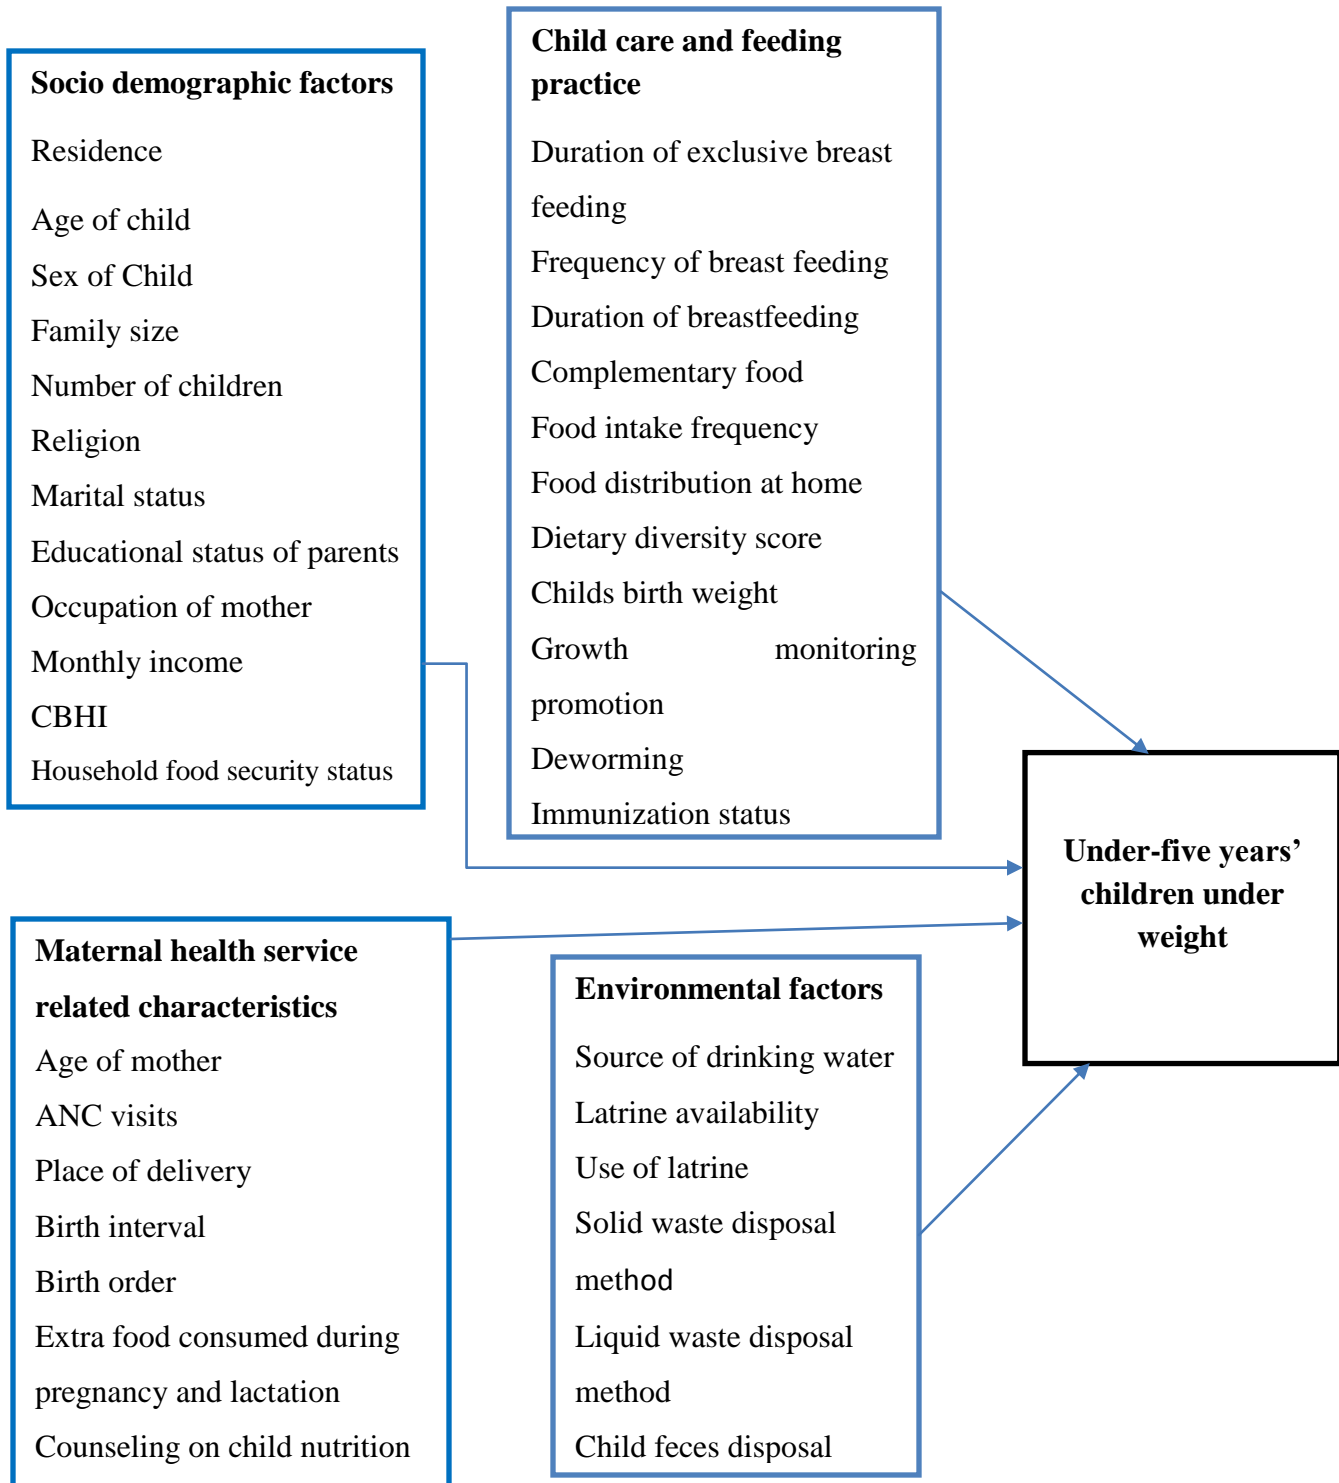 Socio demographic factors
Residence
Age of child
Sex of Child
Family size
Number of children
Religion
Marital status
Educational status of parents
Occupation of mother
Monthly income
CBHI
Household food security status
Child care and feeding
practice
Duration of exclusive breast
feeding
Frequency of breast feeding
Duration of breastfeeding
Complementary food
Food intake frequency
Food distribution at home
Dietary diversity score
Childs birth weight
Growth monitoring
promotion
Deworming
Immunization status
Under-five years’
children under
weight
Maternal health service
related characteristics
Age of mother
ANC visits
Place of delivery
Birth interval
Birth order
Extra food consumed during
pregnancy and lactation
Counseling on child nutrition
Environmental factors
Source of drinking water
Latrine availability
Use of latrine
Solid waste disposal
method
Liquid waste disposal
method
Child feces disposal